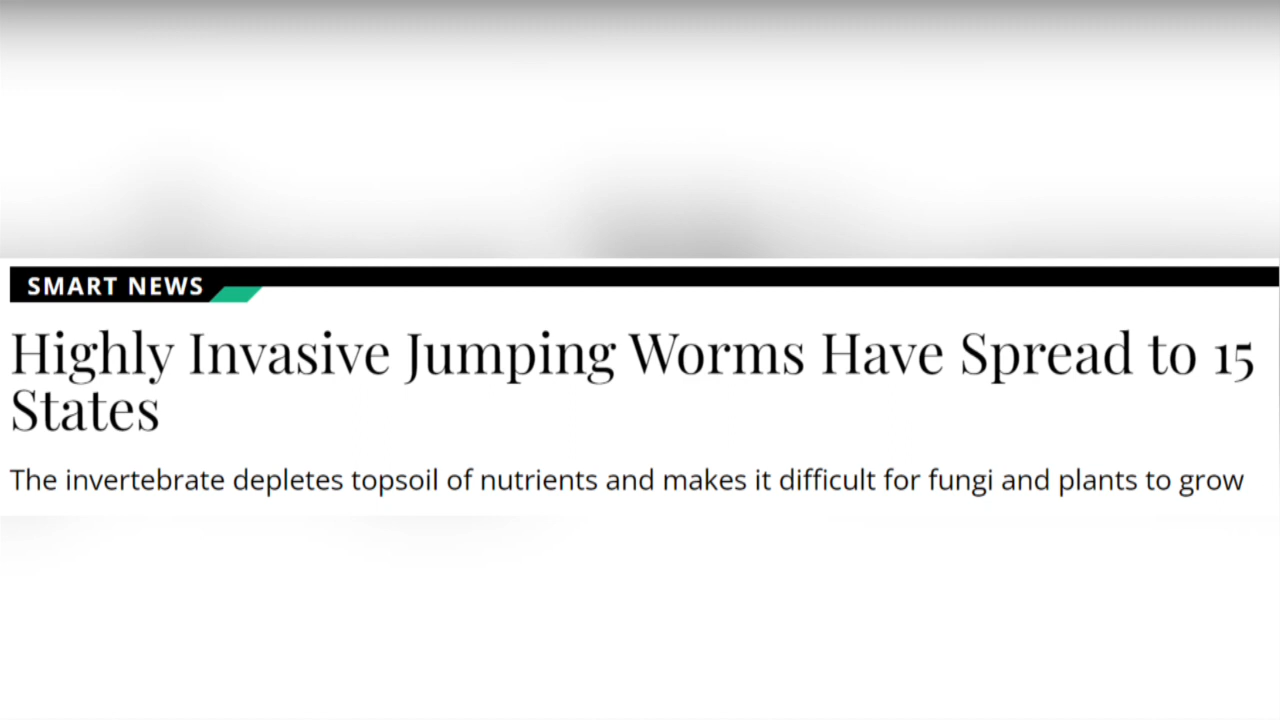 SMART NEWS
Highly Invasive Jumping Worms Have Spread to 15
States
The invertebrate depletes topsoil of nutrients and makes it difficult for fungi and plants to grow